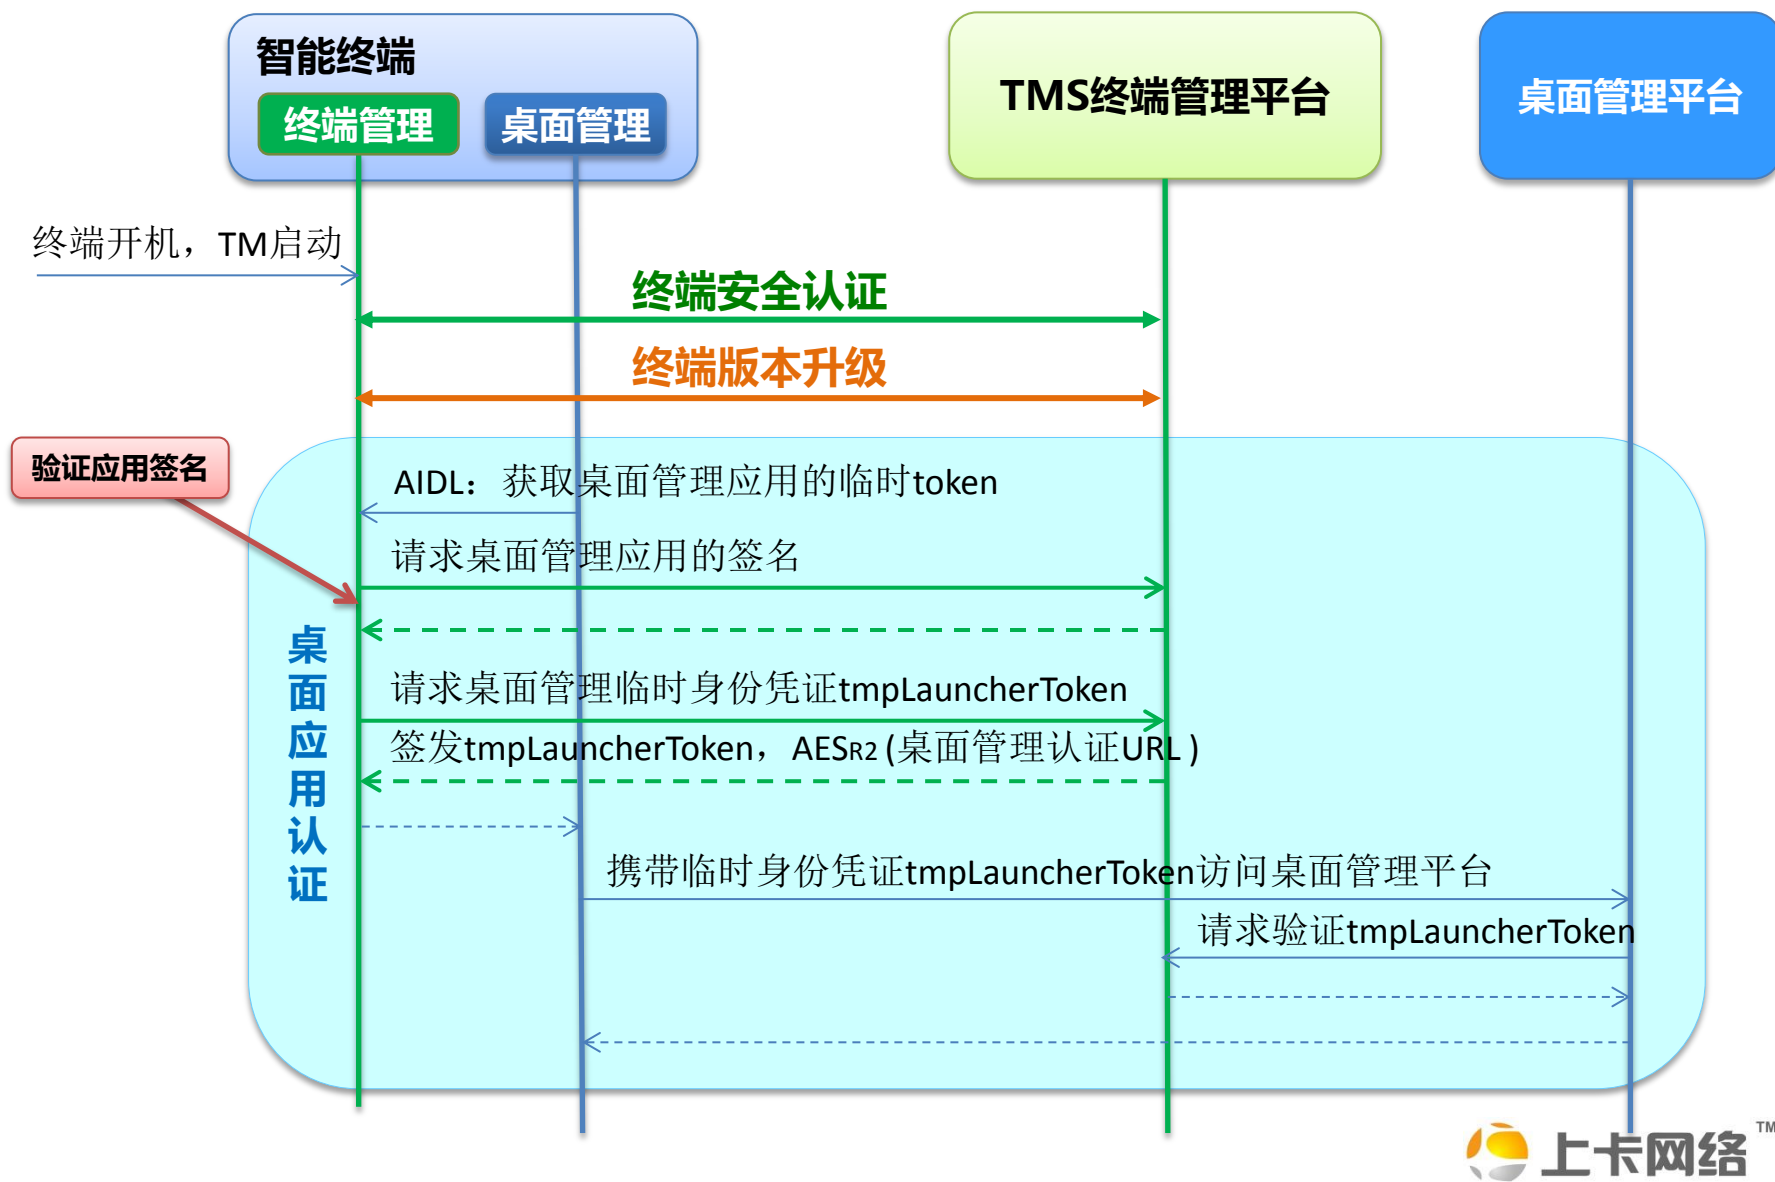 智能终端
终端管理
桌面管理
TMS终端管理平台
桌面管理平台
终端开机，TM启动
终端安全认证
终端版本升级
验证应用签名
AIDL：获取桌面管理应用的临时token
请求桌面管理应用的签名
桌面应用认证
请求桌面管理临时身份凭证tmpLauncherToken
签发tmpLauncherToken，AESR2 (桌面管理认证URL )
携带临时身份凭证tmpLauncherToken访问桌面管理平台
请求验证tmpLauncherToken
上卡网络™